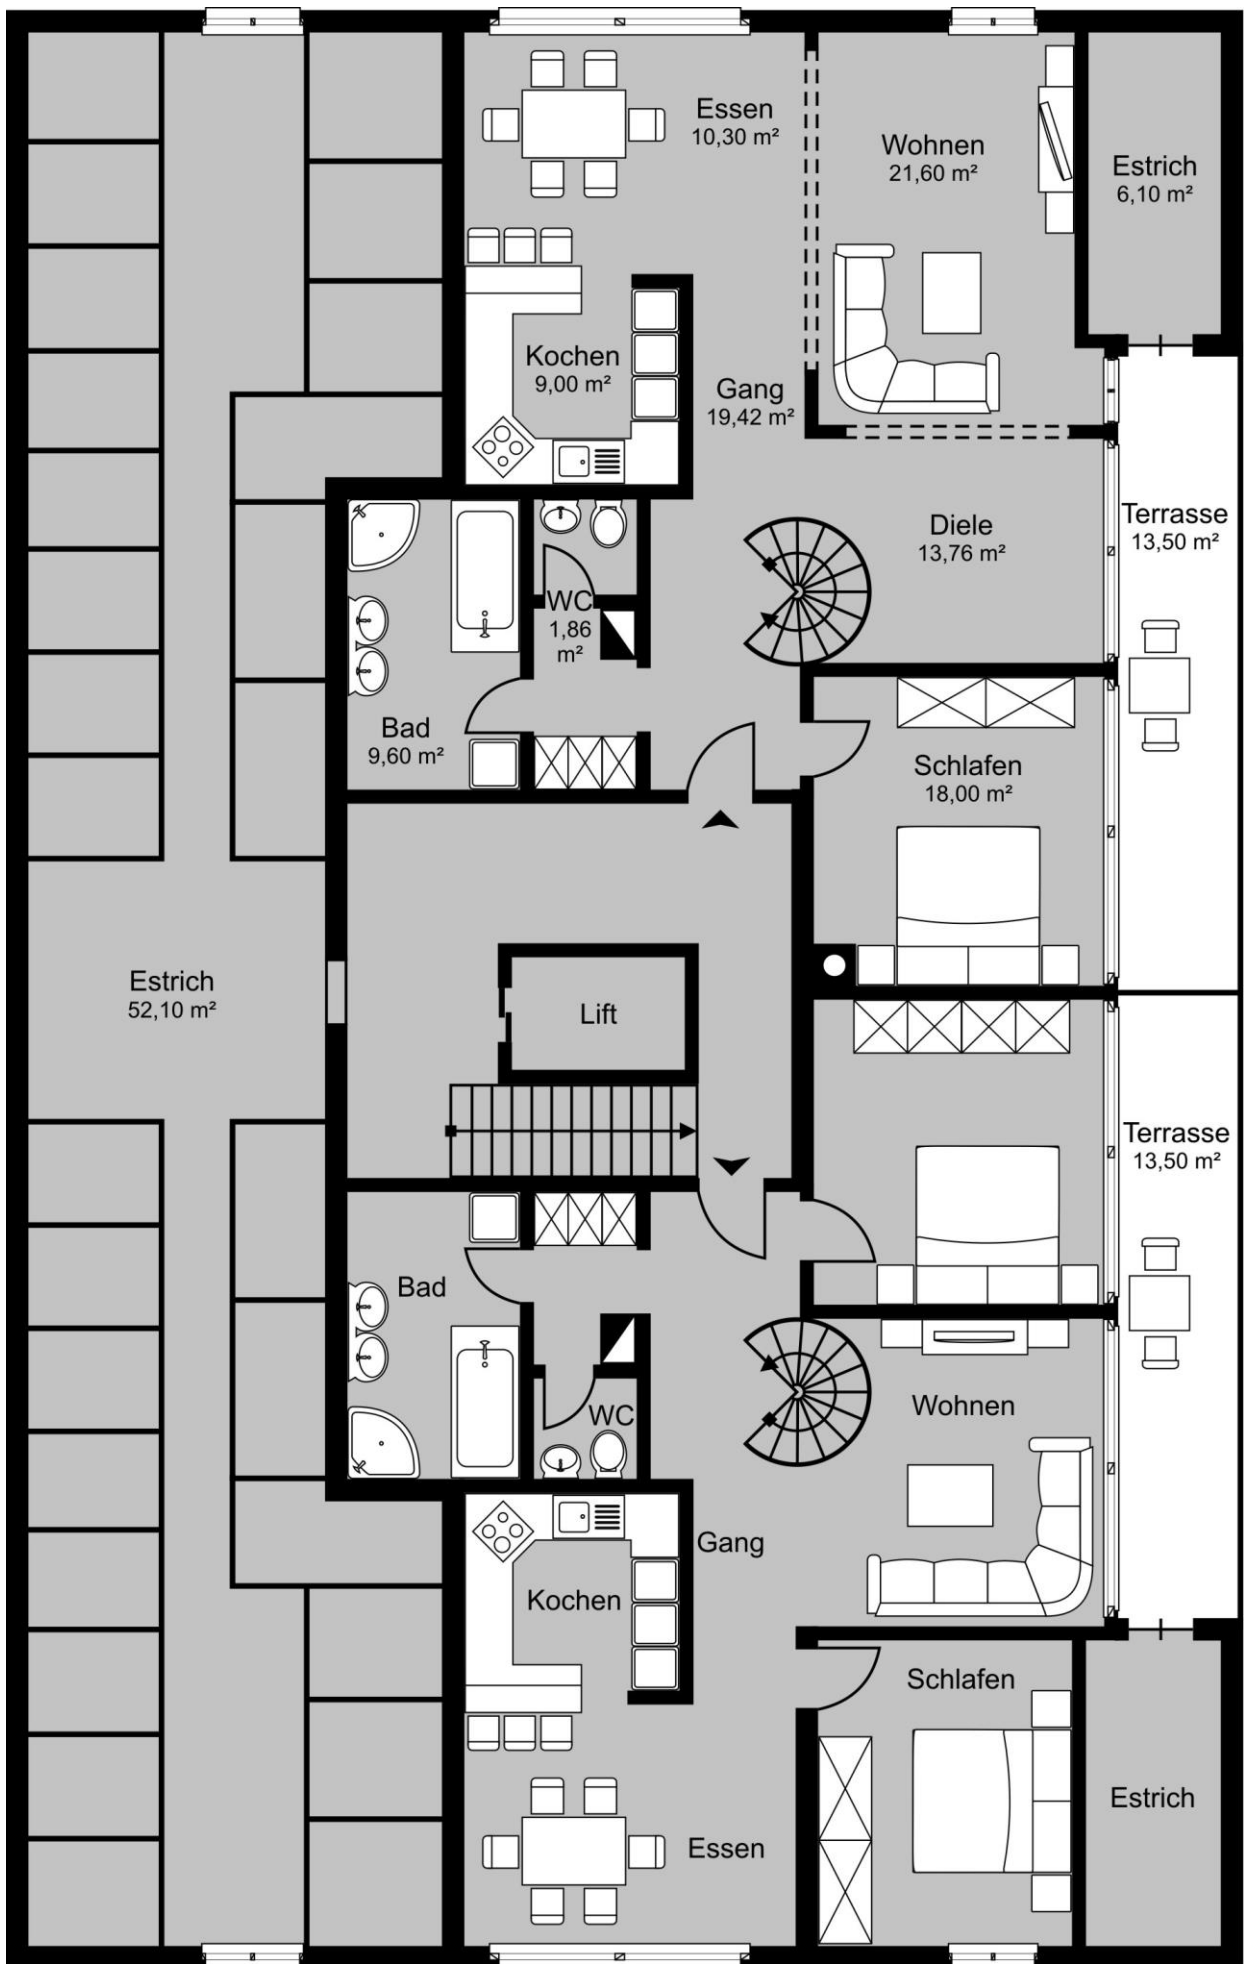 Essen
10,30 m²
Wohnen
21,60 m²
Estrich
6,10 m²
Kochen
9,00 m²
Gang
19,42 m²
Diele
13,76 m²
Terrasse
13,50 m²
WC
1,86
m²
Bad
9,60 m²
Schlafen
18,00 m²
Estrich
52,10 m²
Lift
Terrasse
13,50 m²
Bad
Wohnen
WC
Gang
Kochen
Schlafen
Estrich
Essen